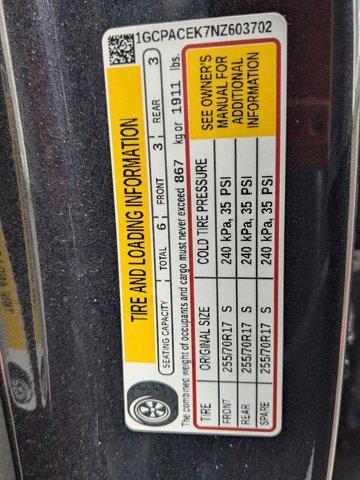 1GCPACEK7NZ603702
TIRE AND LOADING INFORMATION
SEATING CAPACITY TOTAL 6 FRONT 3 REAR 3
The combined weight of occupants and cargo must never exceed 867 kg or 1911 lbs.
TIRE ORIGINAL SIZE COLD TIRE PRESSURE
FRONT 255/70R17 S 240 kPa, 35 PSI
REAR 255/70R17 S 240 kPa, 35 PSI
SPARE 255/70R17 S 240 kPa, 35 PSI
SEE OWNER'S
MANUAL FOR
ADDITIONAL
INFORMATION